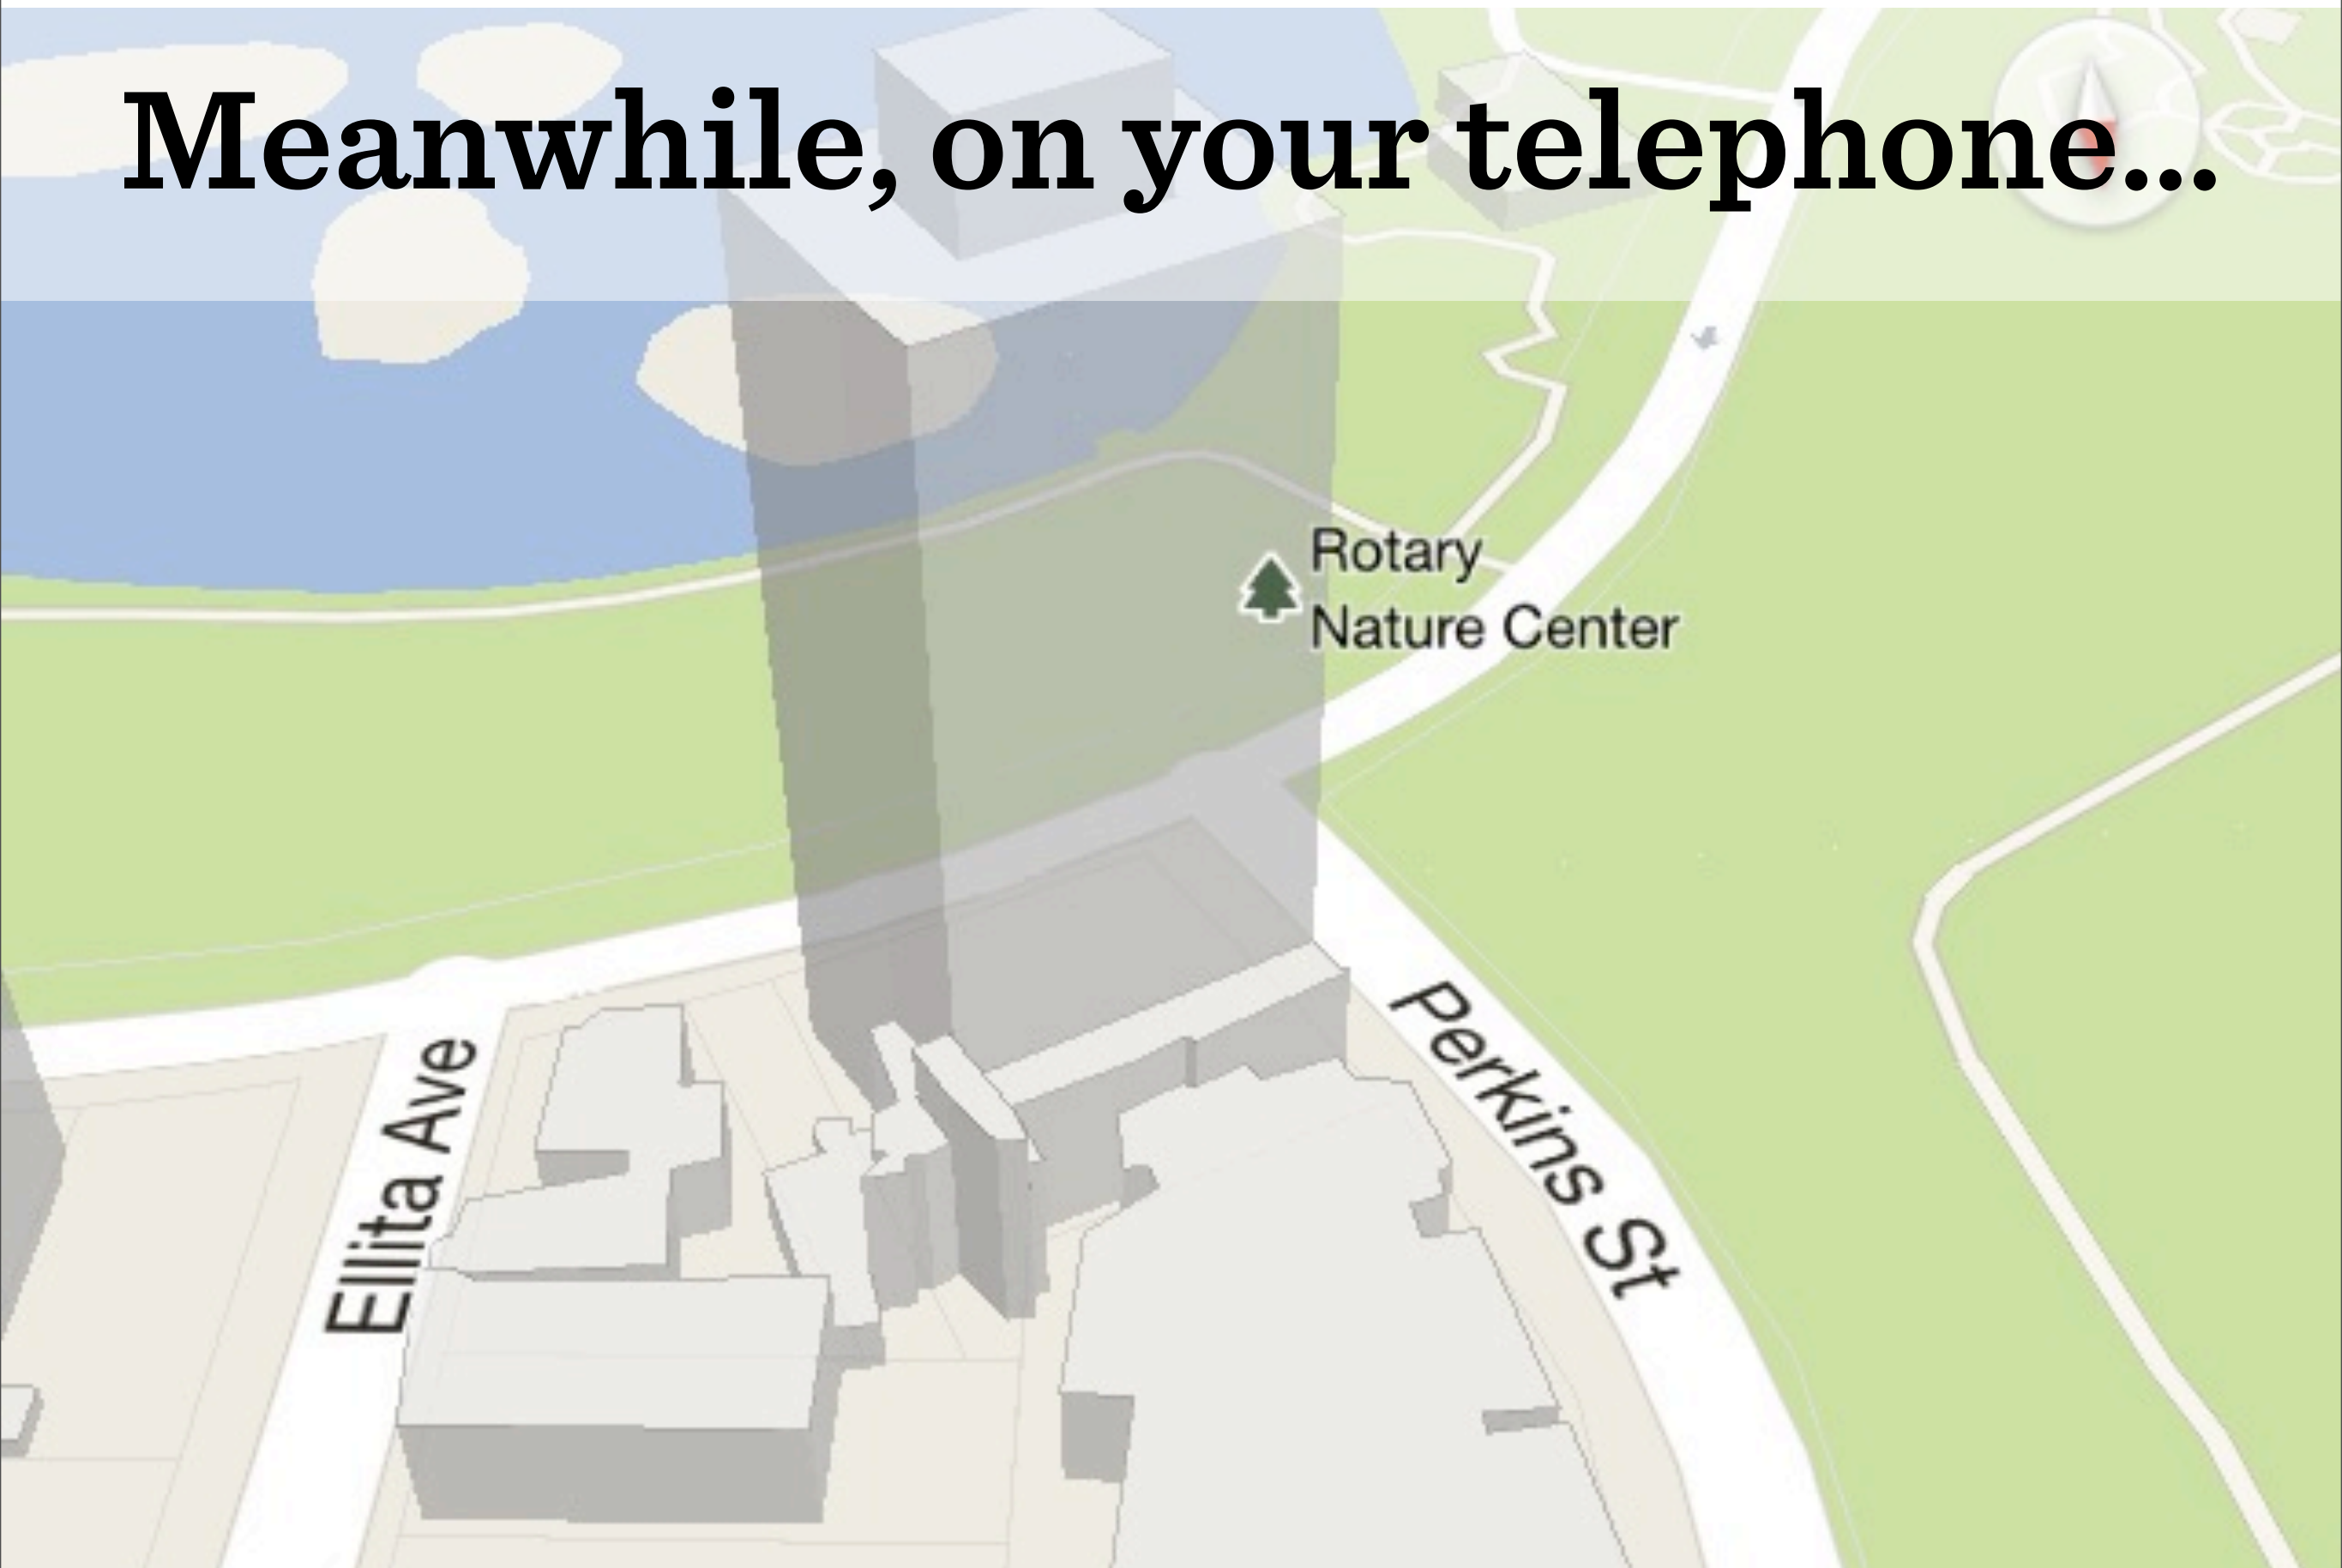 Meanwhile, on your telephone...
Rotary
Nature Center
Perkins St
Ellita Ave